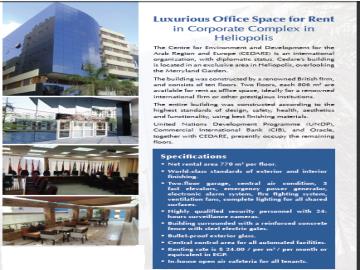 Luxurious Office Space for Rent
in Corporate Complex in
Heliopolis
The Centre for Environment and Development for the
Arab Region and Europe (CEDARE) is an international
organization, with diplomatic status. Cedare's building
is located in an exclusive area in Heliopolis, overlooking
the Merryland Garden.
The building was constructed by a renowned British firm,
and consists of ten floors. Two floors, each 808 m² are
available for rent as office space, ideally for a renowned
international firm or other prestigious institutions.
The entire building was constructed according to the
highest standards of design, safety, health, aesthetics
and functionality, using best finishing materials.
United Nations Development Programme (UNDP),
Commercial International Bank (CIB), and Oracle,
together with CEDARE, presently occupy the remaining
floors.
Specifications
• Net rental area 770 m² per floor.
• World-class standards of exterior and interior
finishing.
• Two-floor garage, central air condition, 3
fast elevators, emergency power generator,
electronic alarm system, fire fighting system,
ventilation fans, complete lighting for all shared
surfaces.
• Highly qualified security personnel with 24-
hours surveillance cameras.
• Building surrounded with a reinforced concrete
fence with steel electric gates.
• Bullet-proof exterior glass.
• Central control area for all automated facilities.
• Renting rate is $ 24.00 / per m² / per month or
equivalent in EGP.
• In-house open air cafeteria for all tenants.